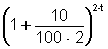 (1 + 10/(100 · 2))^(2·t)